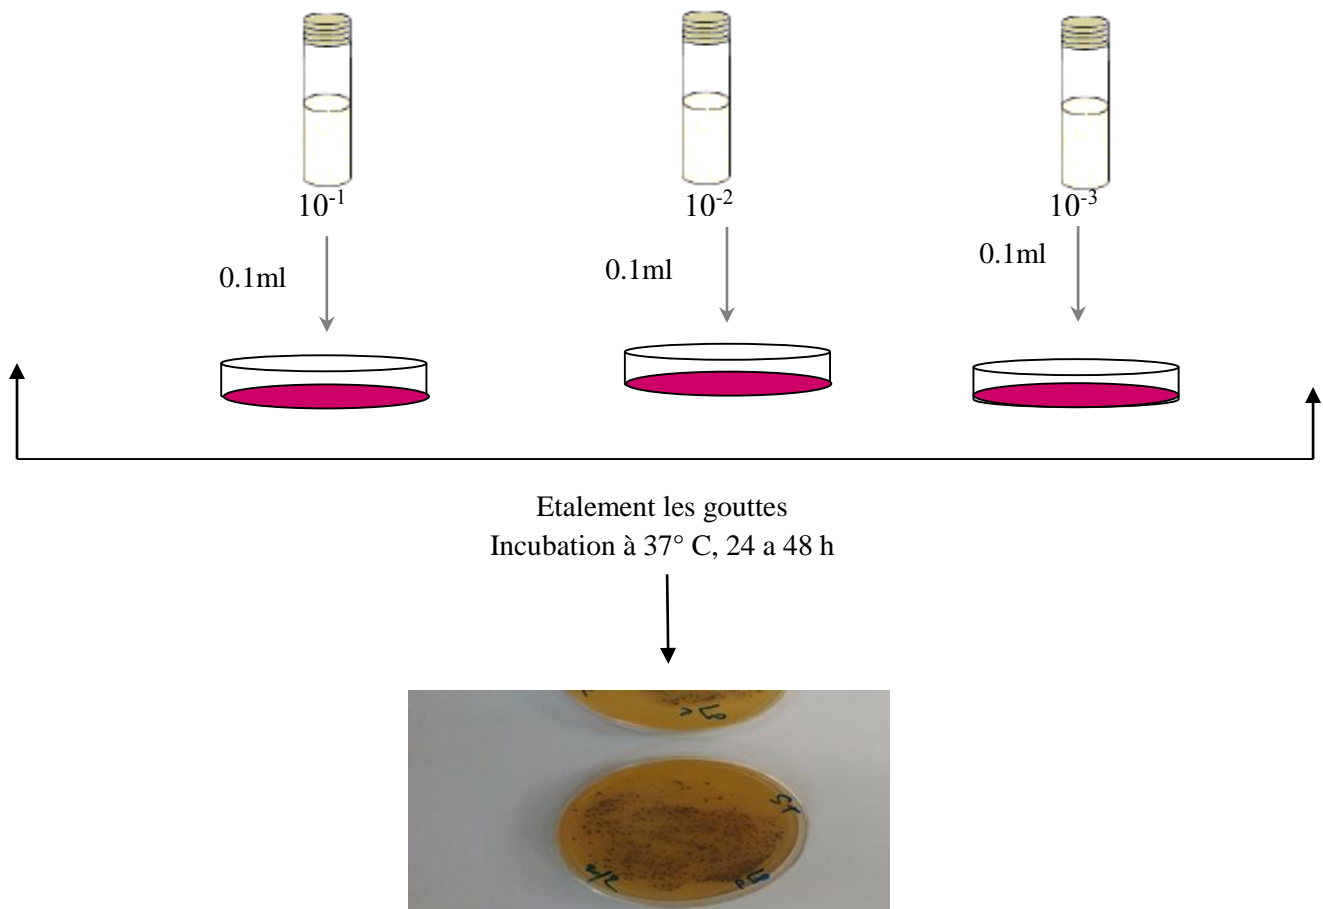 10⁻¹ 10⁻² 10⁻³
0.1ml 0.1ml 0.1ml
Etalement les gouttes
Incubation à 37° C, 24 a 48 h
ST